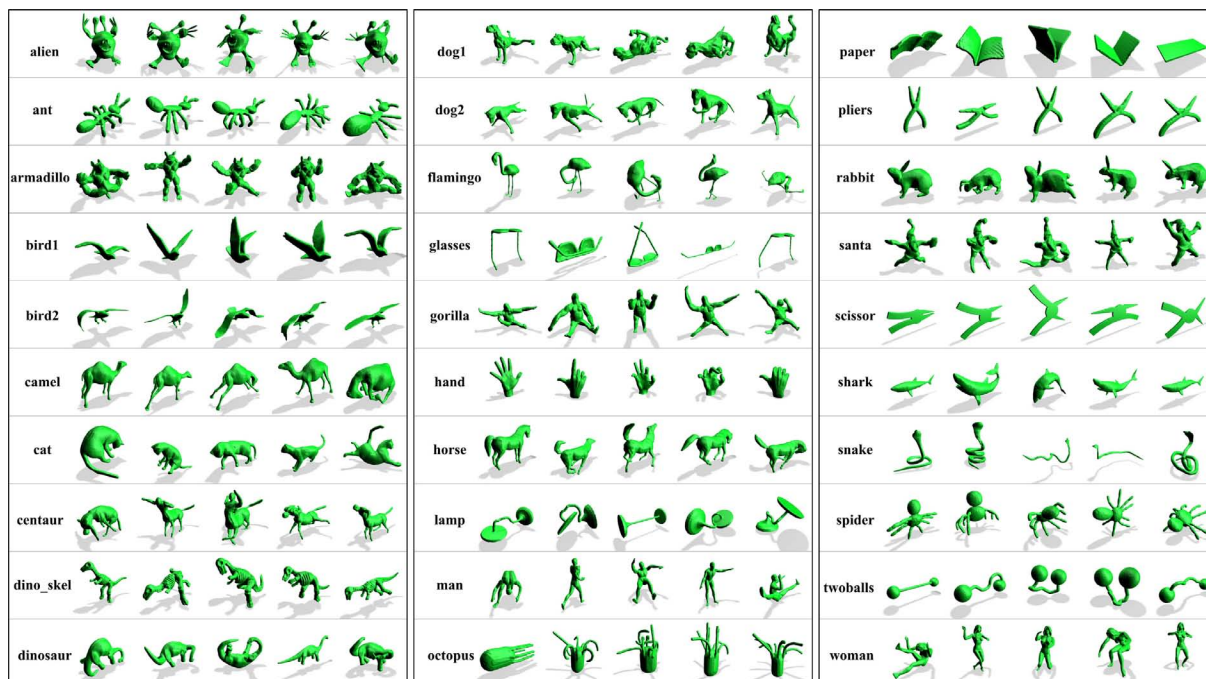 alien
ant
armadillo
bird1
bird2
camel
cat
centaur
dino_skel
dinosaur
dog1
dog2
flamingo
glasses
gorilla
hand
horse
lamp
man
octopus
paper
pliers
rabbit
santa
scissor
shark
snake
spider
twoballs
woman